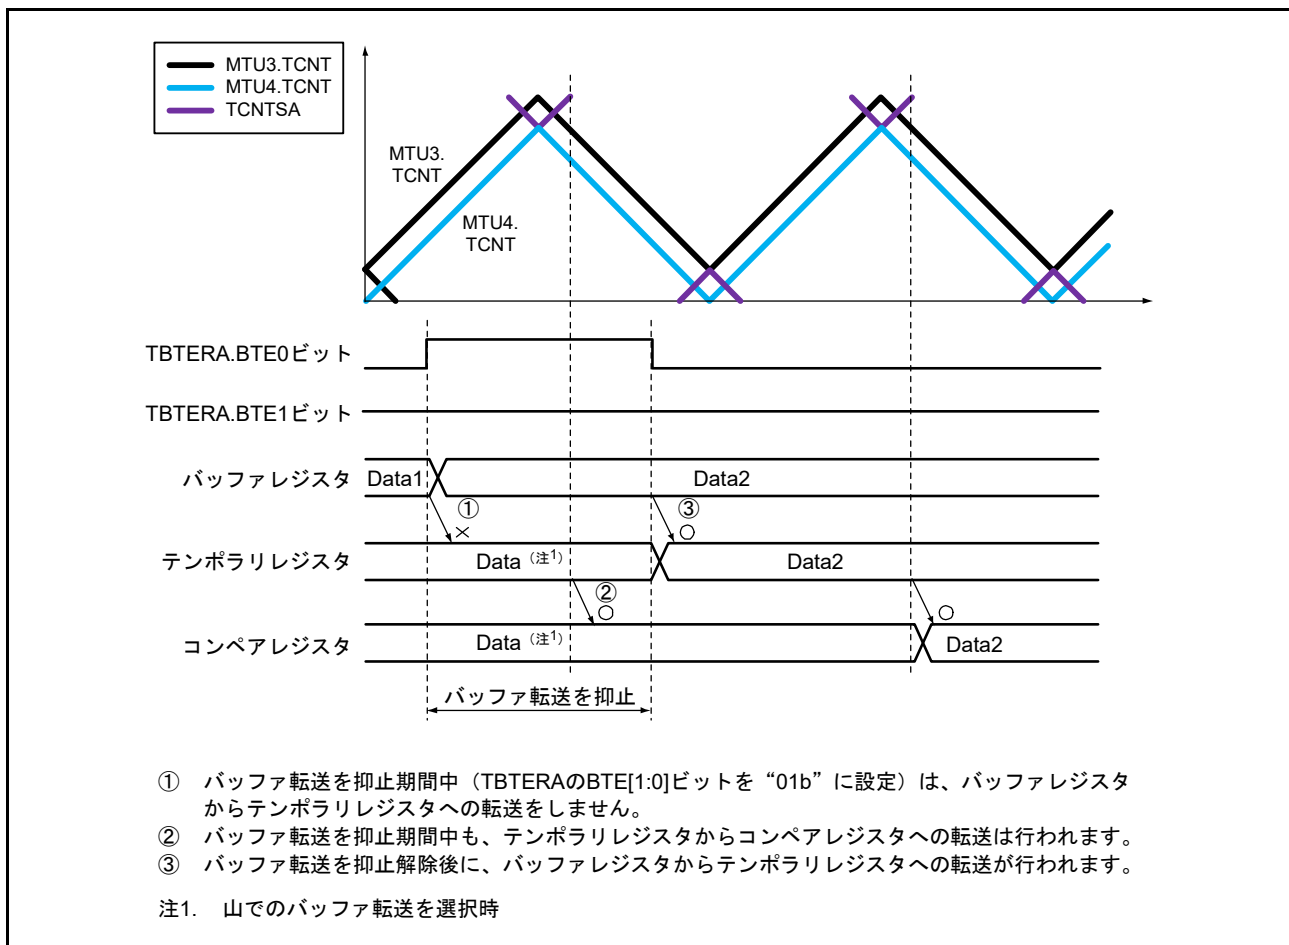 MTU3.TCNT
MTU4.TCNT
TCNTSA
MTU3.
TCNT
MTU4.
TCNT
TBTERA.BTE0ビット
TBTERA.BTE1ビット
バッファレジスタ Data1 Data2
① × ③ ○
テンポラリレジスタ Data（注1） Data2
② ○ ○
コンペアレジスタ Data（注1） Data2
バッファ転送を抑止
① バッファ転送を抑止期間中（TBTERAのBTE[1:0]ビットを“01b”に設定）は、バッファレジスタ
からテンポラリレジスタへの転送をしません。
② バッファ転送を抑止期間中も、テンポラリレジスタからコンペアレジスタへの転送は行われます。
③ バッファ転送を抑止解除後に、バッファレジスタからテンポラリレジスタへの転送が行われます。
注1. 山でのバッファ転送を選択時